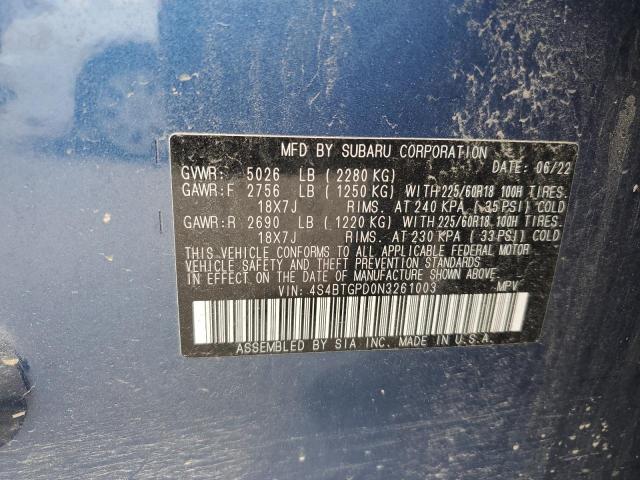 MFD BY SUBARU CORPORATION
DATE: 06/22
GVWR: 5026 LB (2280 KG)
GAWR:F 2756 LB (1250 KG) WITH 225/60R18 100H TIRES
18X7J RIMS. AT 240 KPA (35 PSI) COLD
GAWR:R 2690 LB (1220 KG) WITH 225/60R18 100H TIRES.
18X7J RIMS. AT 230 KPA (33 PSI) COLD
THIS VEHICLE CONFORMS TO ALL APPLICABLE FEDERAL MOTOR
VEHICLE SAFETY AND THEFT PREVENTION STANDARDS
IN EFFECT ON THE DATE OF MANUFACTURE SHOWN ABOVE.
VIN: 4S4BTGPD0N3261003 MPV
ASSEMBLED BY SIA INC. MADE IN U.S.A.